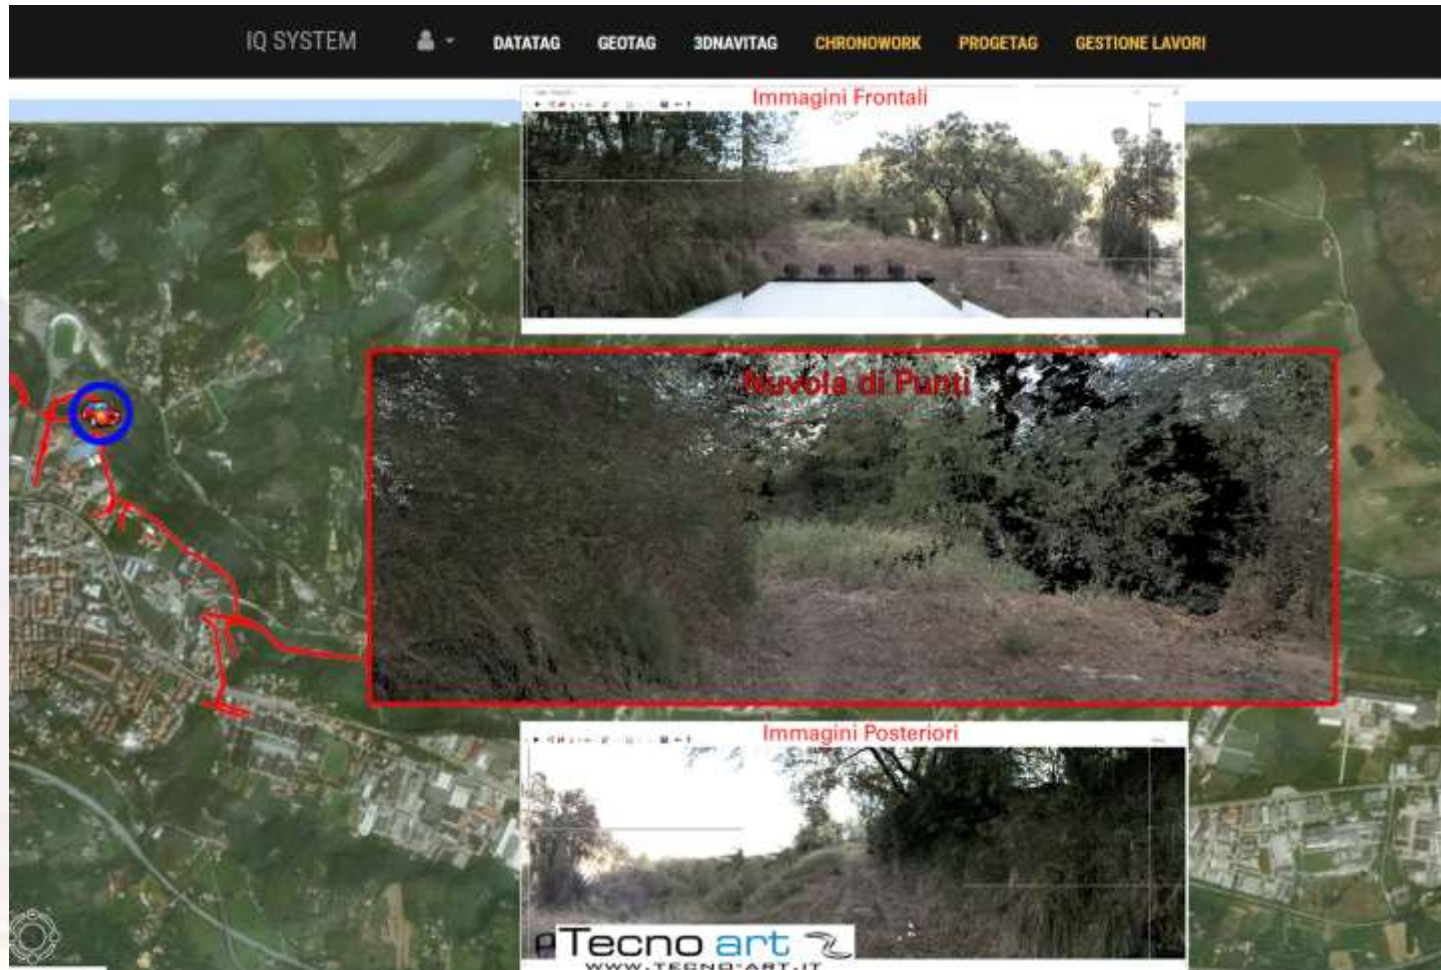 IQ SYSTEM DATATAG GEOTAG 3DNAVITAG CHRONOWORK PROGETAG GESTIONE LAVORI
Immagini Frontali
Nuvola di Punti
Immagini Posteriori
Tecno art
WWW.TECNO-ART.IT